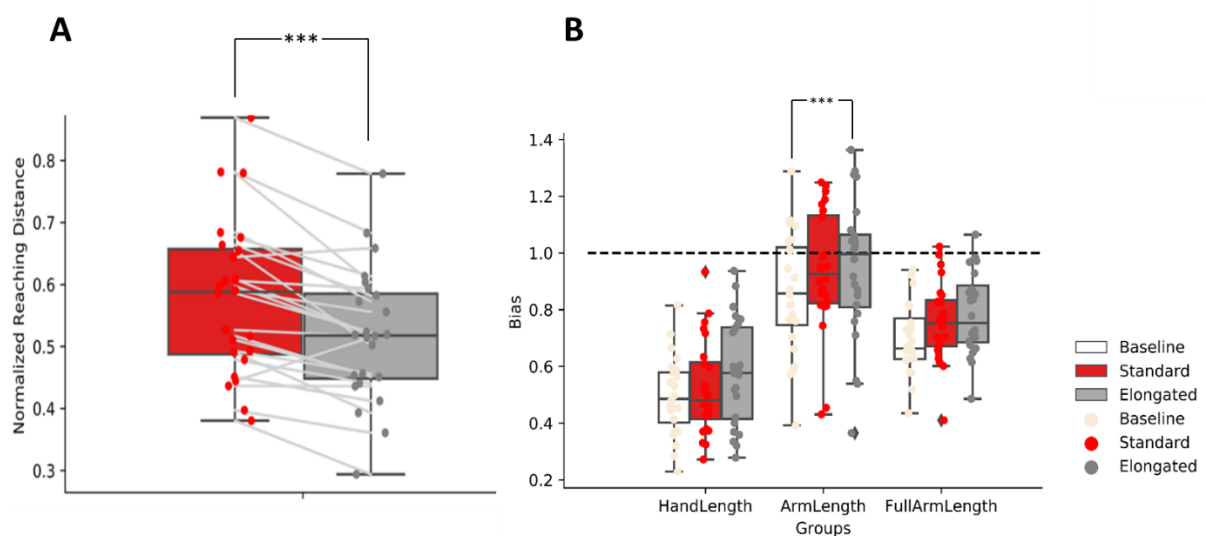 A
***
Normalized Reaching Distance
0.8
0.7
0.6
0.5
0.4
0.3
B
***
Bias
1.4
1.2
1.0
0.8
0.6
0.4
0.2
HandLength
ArmLength
FullArmLength
Groups
Baseline
Standard
Elongated
Baseline
Standard
Elongated